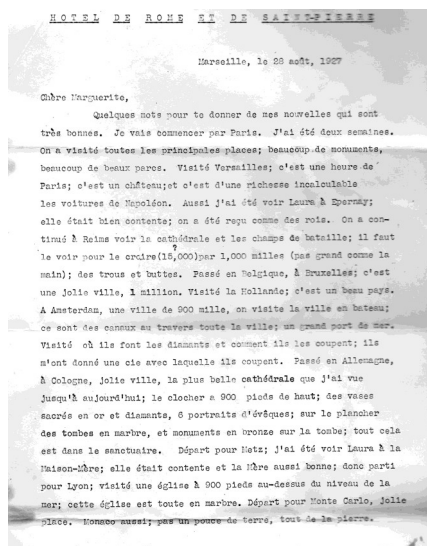 HOTEL DE ROME ET DE SAINT-PIERRE
Marseille, le 28 août, 1927
Chère Marguerite,
Quelques mots pour te donner de mes nouvelles qui sont
très bonnes. Je vais commencer par Paris. J'ai été deux semaines.
On a visité toutes les principales places; beaucoup de monuments,
beaucoup de beaux parcs. Visité Versailles; c'est une heure de
Paris; c'est un château;et c'est d'une richesse incalculable
les voitures de Napoléon. Aussi j'ai été voir Laura à Epernay;
elle était bien contente; on a été reçu comme des rois. On a con-
tinué à Reims voir la cathédrale et les champs de bataille; il faut
?
le voir pour le croire(15,000)par 1,000 milles (pas grand comme la
main); des trous et buttes. Passé en Belgique, à Bruxelles; c'est
une jolie ville, 1 million. Visité la Hollande; c'est un beau pays.
A Amsterdam, une ville de 900 mille, on visite la ville en bateau;
ce sont des canaux au travers toute la ville; un grand port de mer.
Visité où ils font les diamants et comment ils les coupent; ils
m'ont donné une cie avec laquelle ils coupent. Passé en Allemagne,
à Cologne, jolie ville, la plus belle cathédrale que j'ai vue
jusqu'à aujourd'hui; le clocher a 900 pieds de haut; des vases
sacrés en or et diamants, 6 portraits d'évêques; sur le plancher
des tombes en marbre, et monuments en bronze sur la tombe; tout cela
est dans le sanctuaire. Départ pour Metz; j'ai été voir Laura à la
Maison-Mère; elle était contente et la Mère aussi bonne; donc parti
pour Lyon; visité une église à 900 pieds au-dessus du niveau de la
mer; cette église est toute en marbre. Départ pour Monte Carlo, jolie
place. Monaco aussi; pas un pouce de terre, tout de la pierre.